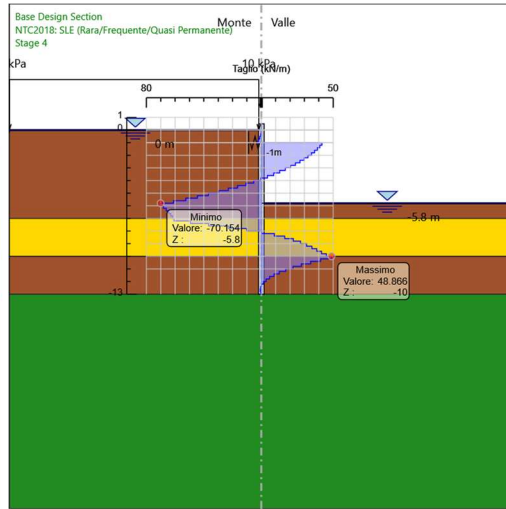 Base Design Section
NTC2018: SLE (Rara/Frequente/Quasi Permanente)
Stage 4
Monte
Valle
kPa
10 kPa
Taglio (kN/m)
80
50
1
0
0 m
-1m
-5.8 m
Minimo
Valore: -70.154
Z : -5.8
Massimo
Valore: 48.866
Z : -10
-13